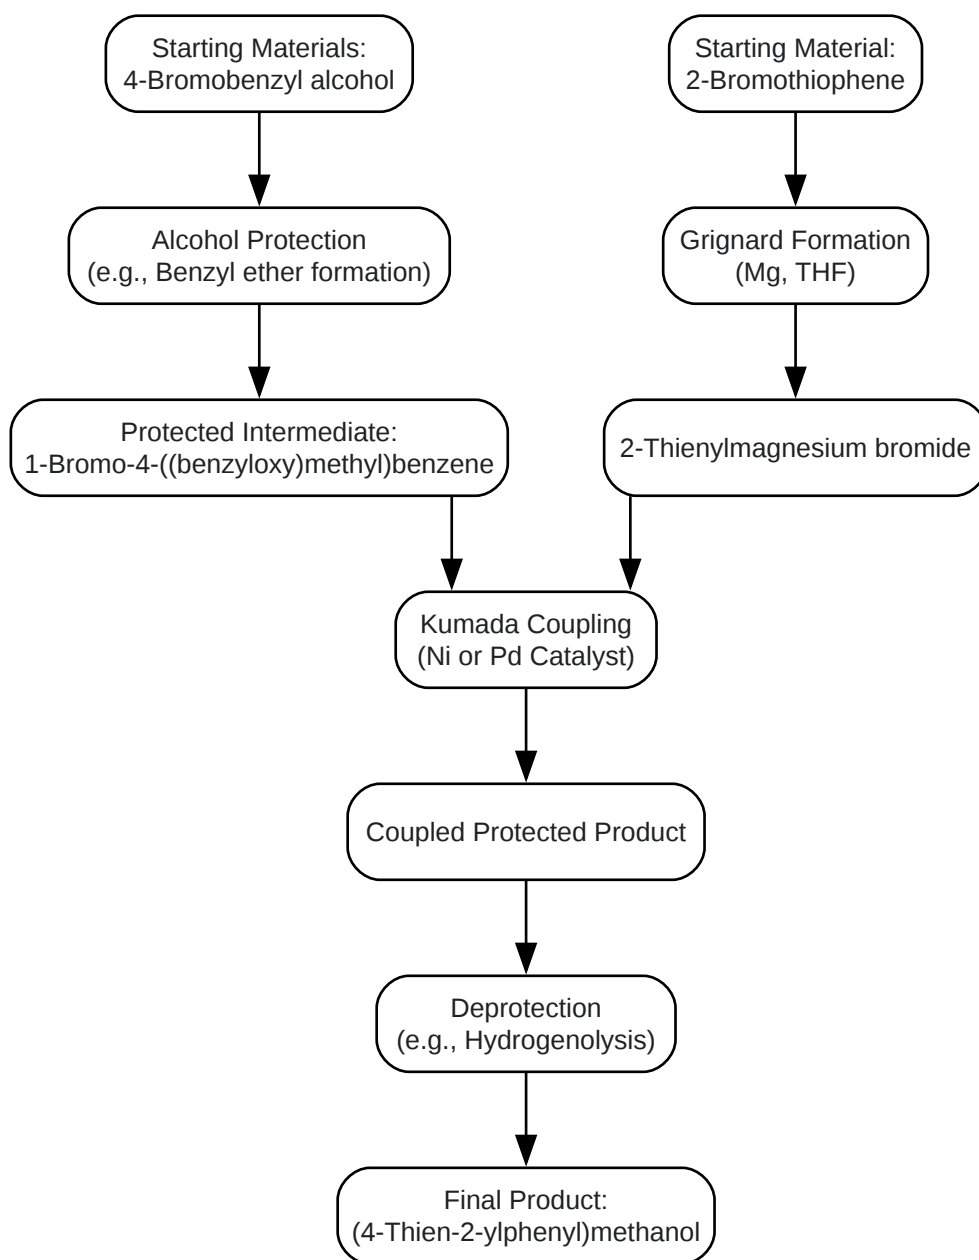 Starting Materials:
4-Bromobenzyl alcohol
Starting Material:
2-Bromothiophene
Alcohol Protection
(e.g., Benzyl ether formation)
Grignard Formation
(Mg, THF)
Protected Intermediate:
1-Bromo-4-((benzyloxy)methyl)benzene
2-Thienylmagnesium bromide
Kumada Coupling
(Ni or Pd Catalyst)
Coupled Protected Product
Deprotection
(e.g., Hydrogenolysis)
Final Product:
(4-Thien-2-ylphenyl)methanol